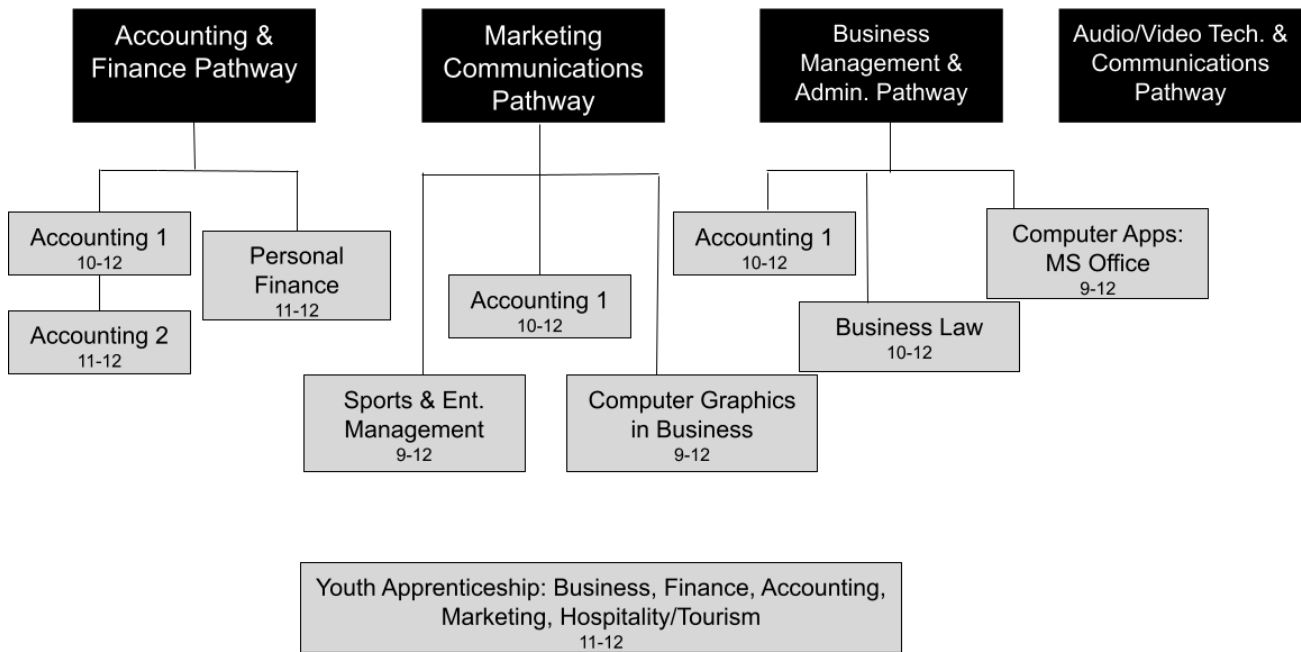 Accounting &
Finance Pathway
Marketing
Communications
Pathway
Business
Management &
Admin. Pathway
Audio/Video Tech. &
Communications
Pathway
Accounting 1
10-12
Accounting 2
11-12
Personal
Finance
11-12
Sports & Ent.
Management
9-12
Accounting 1
10-12
Computer Graphics
in Business
9-12
Accounting 1
10-12
Business Law
10-12
Computer Apps:
MS Office
9-12
Youth Apprenticeship: Business, Finance, Accounting,
Marketing, Hospitality/Tourism
11-12